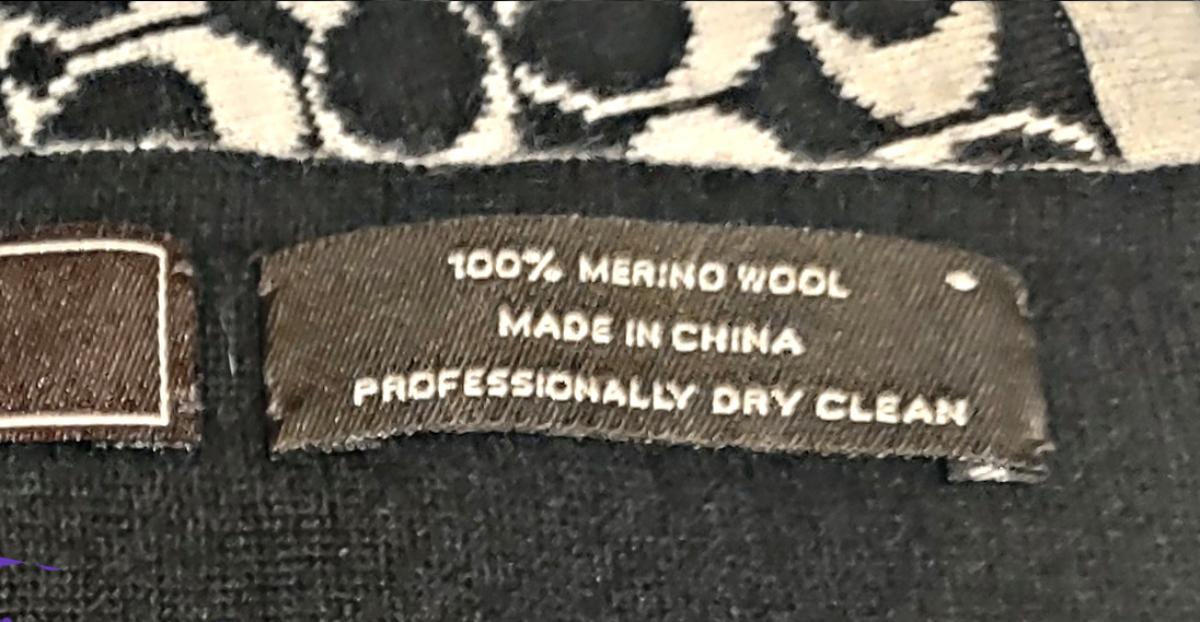 100% MERINO WOOL
MADE IN CHINA
PROFESSIONALLY DRY CLEAN